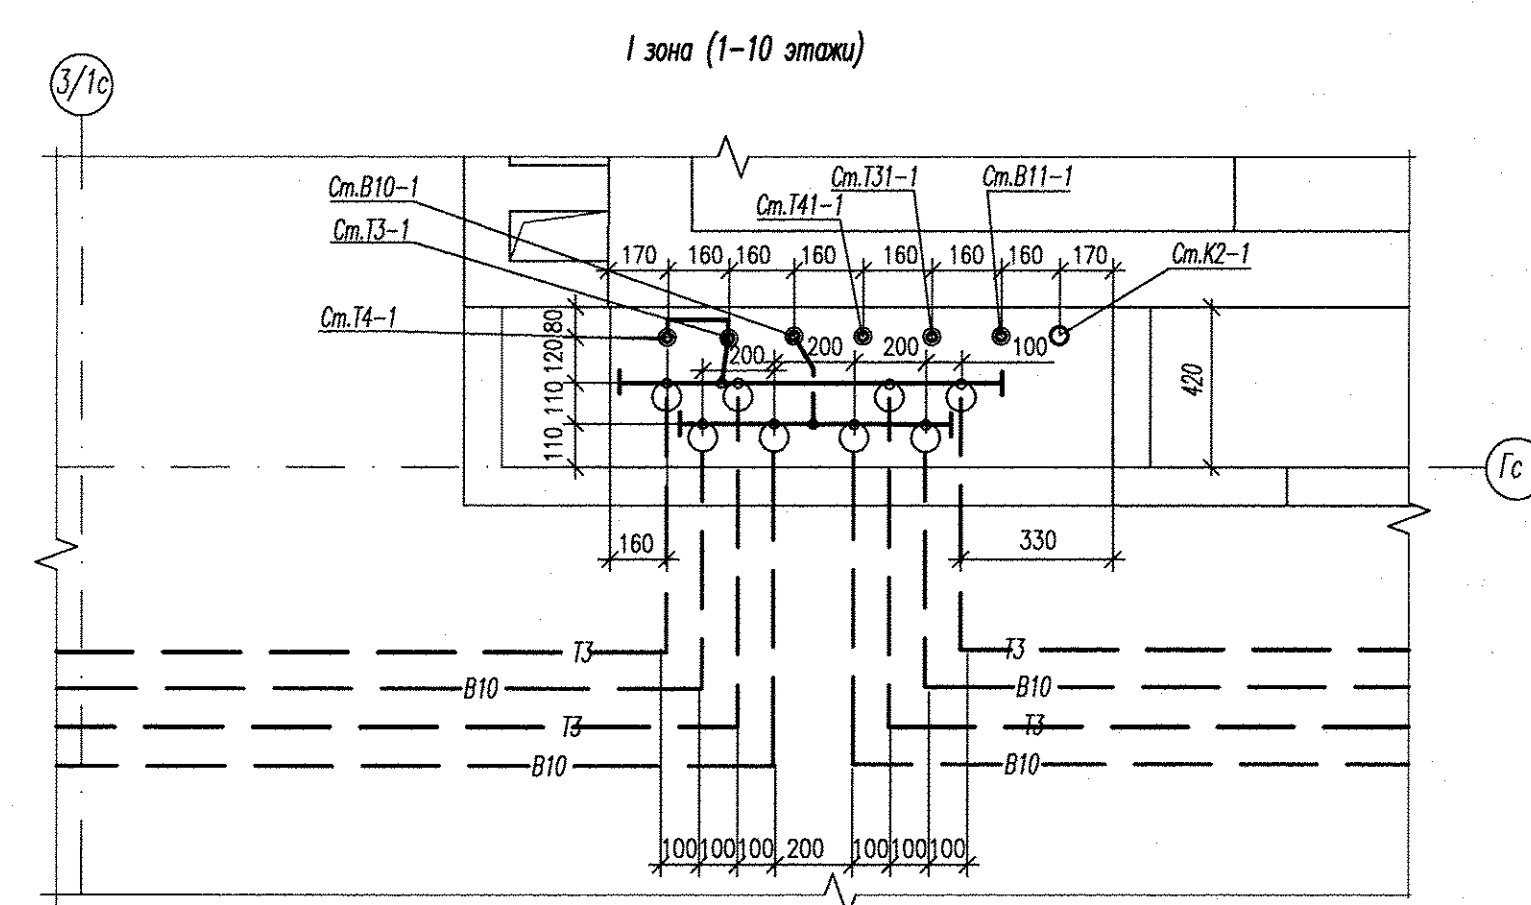 I зона (1-10 этажи)
3/1с
Ст.В10-1
Ст.Т3-1
Ст.Т4-1
Ст.Т41-1
Ст.Т31-1
Ст.В11-1
Ст.К2-1
170 160 160 160 160 160 160 170
80
120
110
110
200 200 200 100
420
Гс
160
330
Т3 Т3
В10 В10
Т3 Т3
В10 В10
100 100 100 200 100 100 100